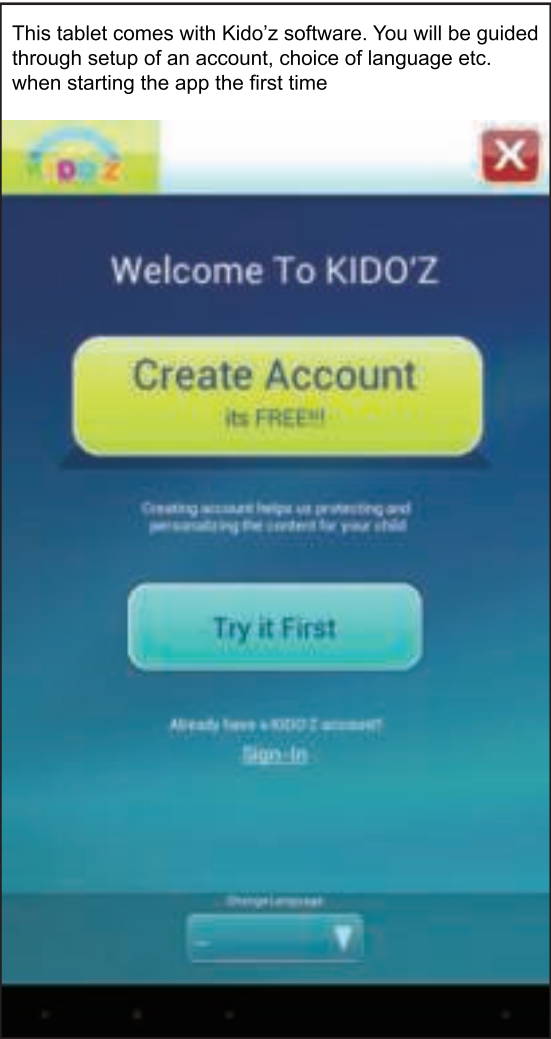 This tablet comes with Kido’z software. You will be guided
through setup of an account, choice of language etc.
when starting the app the first time
KIDO'Z
X
Welcome To KIDO'Z
Create Account
its FREE!!!
Creating account helps us protecting and
personalizing the content for your child
Try it First
Already have a KIDO'Z account?
Sign-In
Change Language